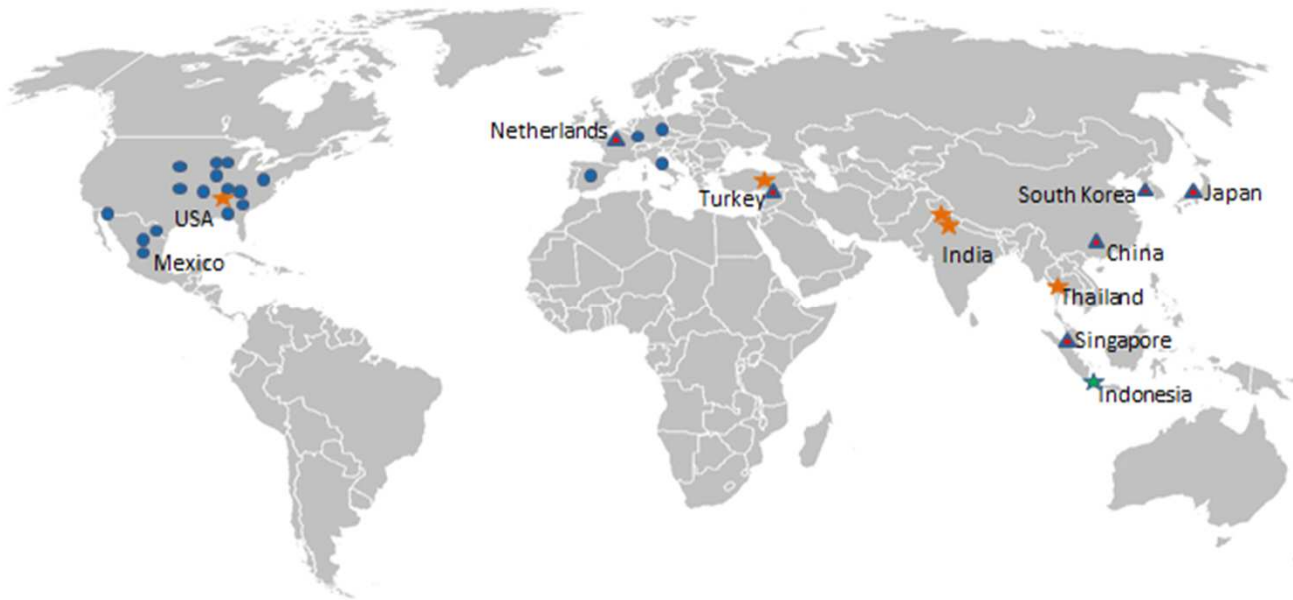 Netherlands
Turkey
South Korea
Japan
USA
India
China
Mexico
Thailand
Singapore
Indonesia